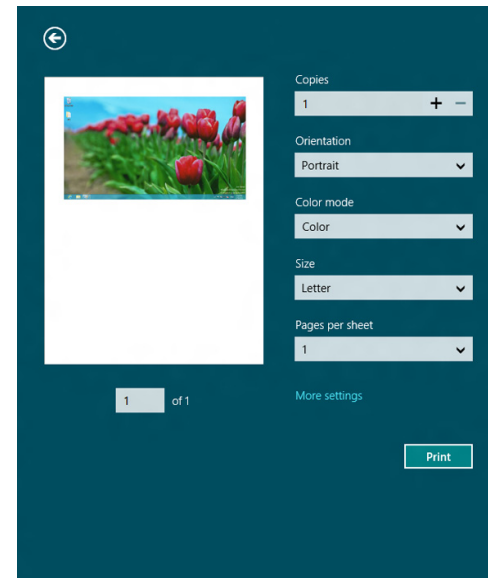 Copies
1
Orientation
Portrait
Color mode
Color
Size
Letter
Pages per sheet
1
More settings
1 of 1
Print